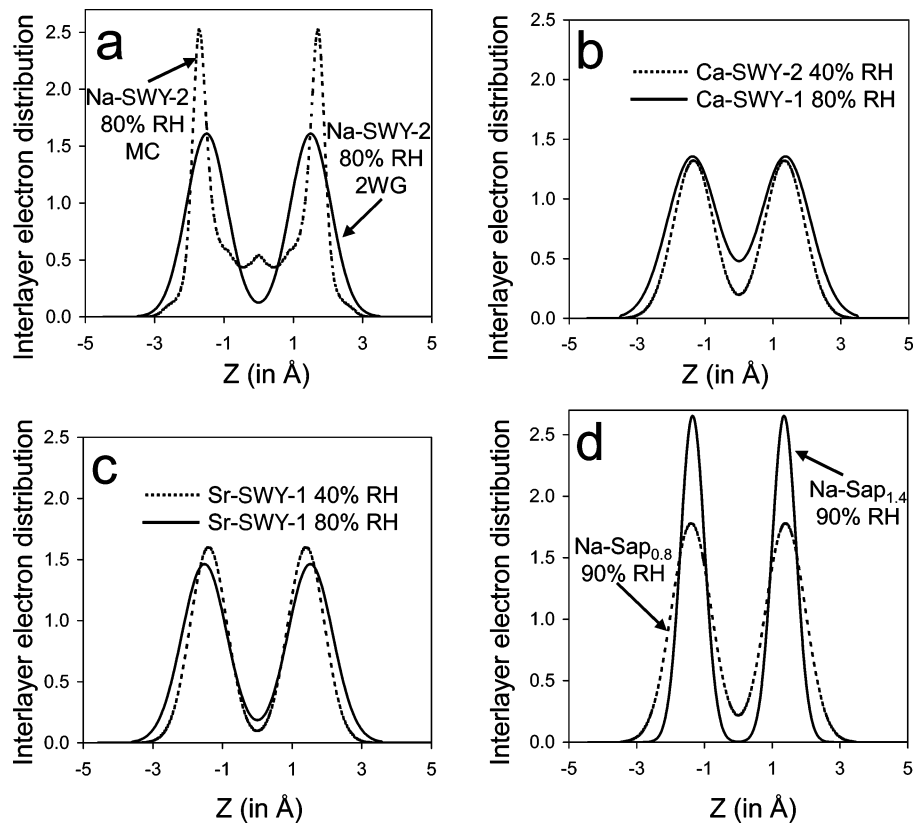 a
Interlayer electron distribution
2.5
2.0
1.5
1.0
0.5
0.0
Na-SWY-2
80% RH
MC
Na-SWY-2
80% RH
2WG
-5 -3 -1 1 3 5
Z (in Å)
b
Interlayer electron distribution
2.5
2.0
1.5
1.0
0.5
0.0
Ca-SWY-2 40% RH
Ca-SWY-1 80% RH
-5 -3 -1 1 3 5
Z (in Å)
c
Interlayer electron distribution
2.5
2.0
1.5
1.0
0.5
0.0
Sr-SWY-1 40% RH
Sr-SWY-1 80% RH
-5 -3 -1 1 3 5
Z (in Å)
d
Interlayer electron distribution
2.5
2.0
1.5
1.0
0.5
0.0
Na-Sap1.4
90% RH
Na-Sap0.8
90% RH
-5 -3 -1 1 3 5
Z (in Å)